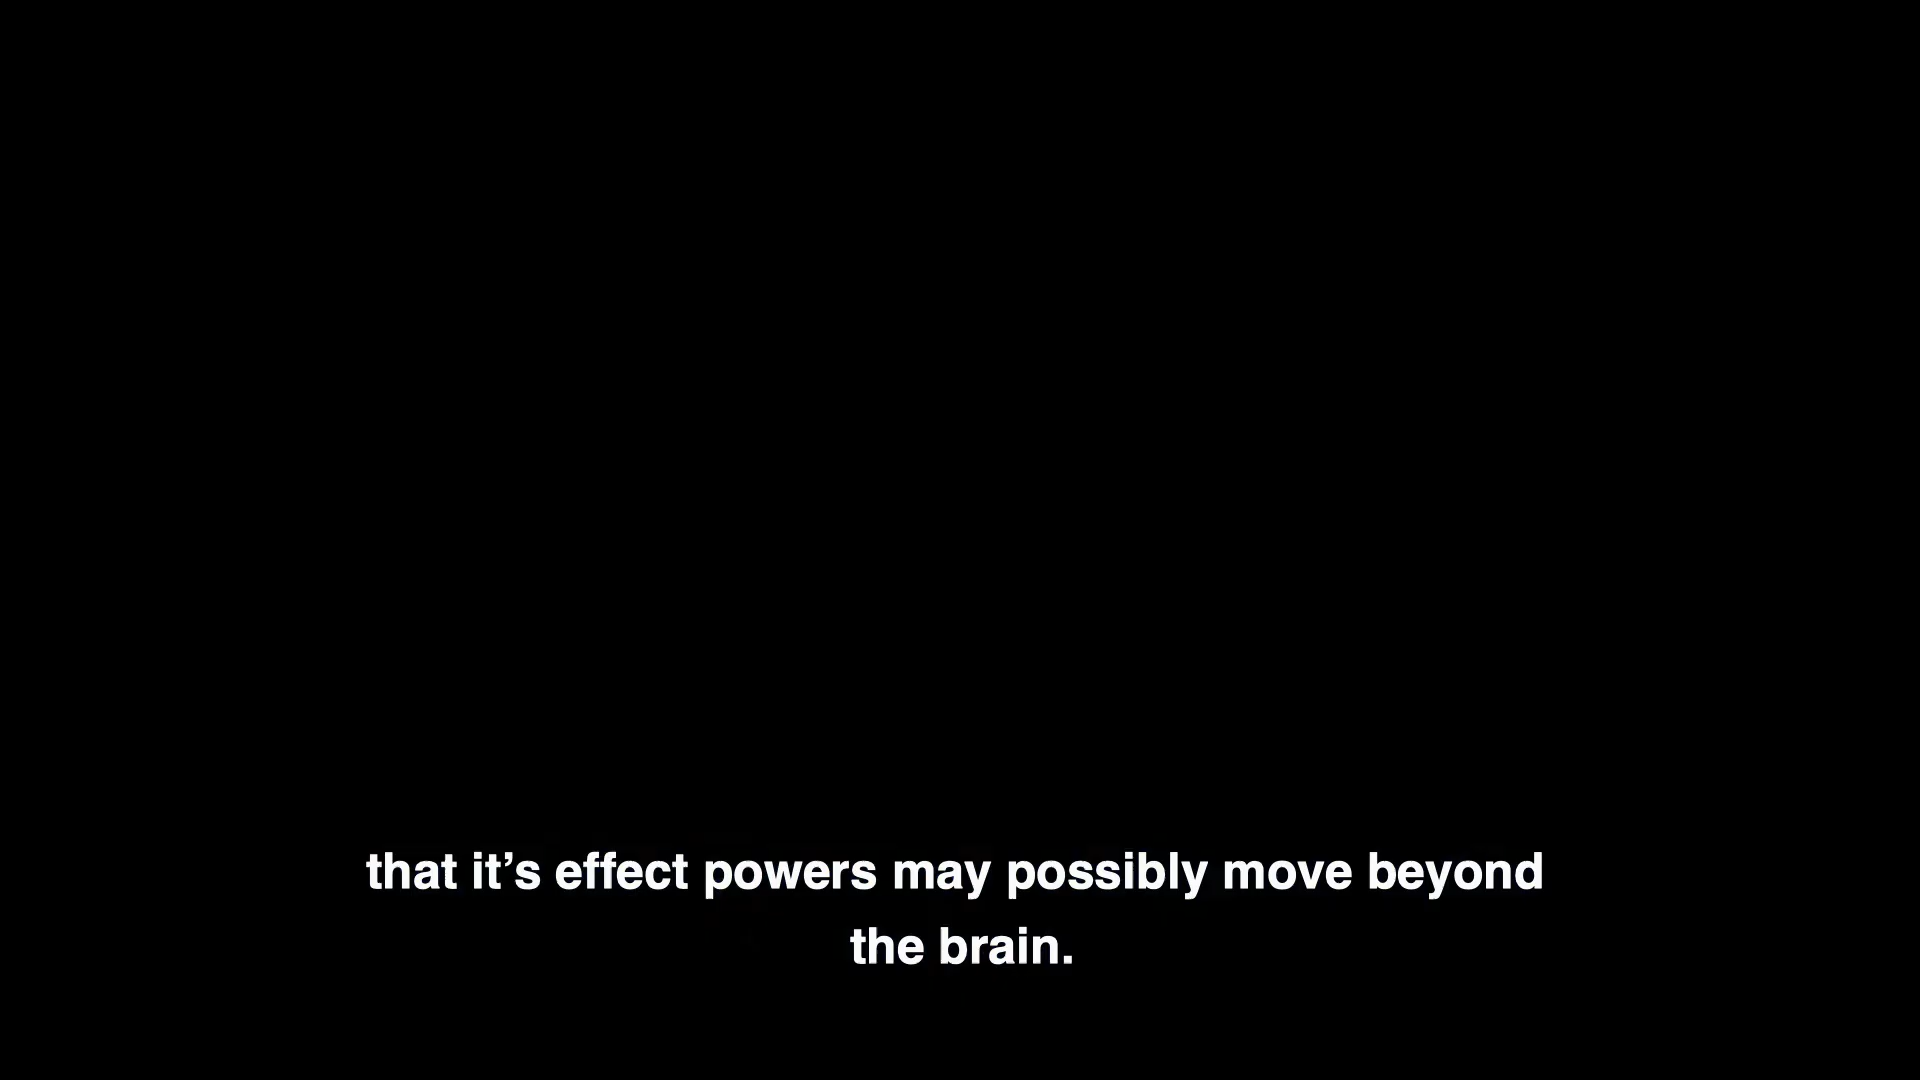 that it’s effect powers may possibly move beyond
the brain.